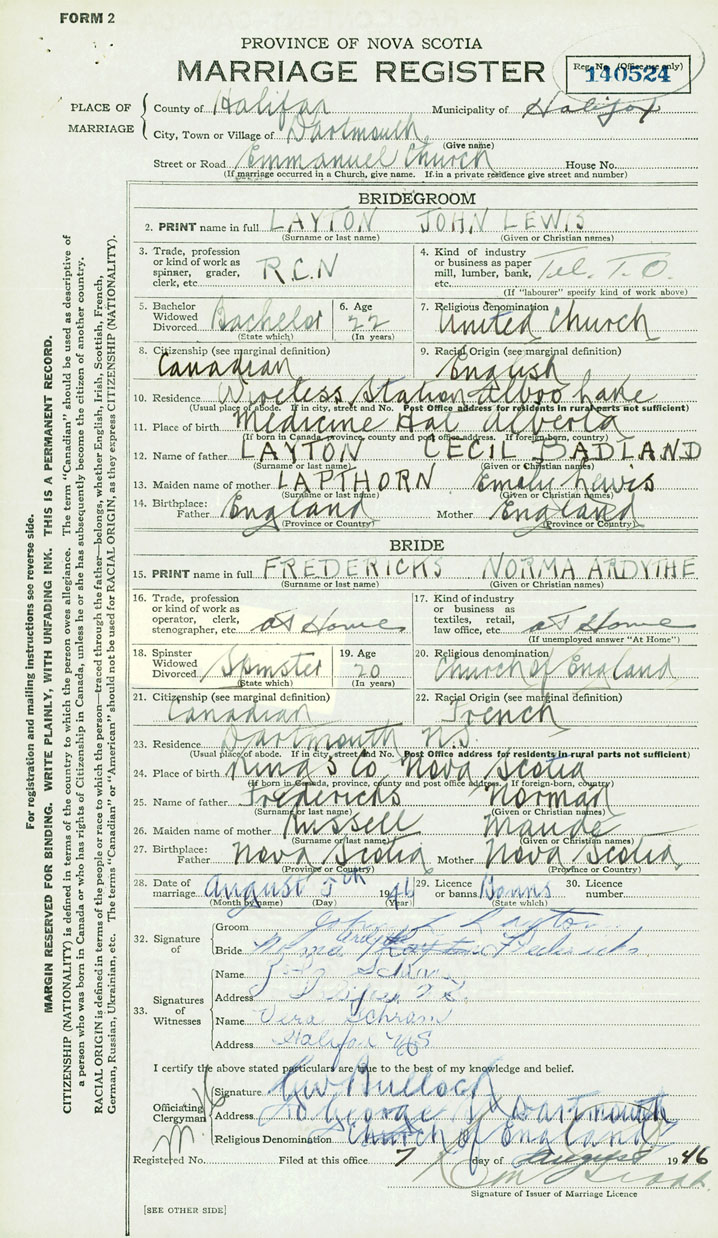 FORM 2
PROVINCE OF NOVA SCOTIA
MARRIAGE REGISTER
Reg. No. (Office use only)
140524
PLACE OF MARRIAGE
County of Halifax Municipality of Halifax
City, Town or Village of Dartmouth
(Give name)
Street or Road Emmanuel Church House No.
(If marriage occurred in a Church, give name. If in a private residence give street and number)
BRIDEGROOM
2. PRINT name in full LAYTON JOHN LEWIS
(Surname or last name) (Given or Christian names)
3. Trade, profession or kind of work as spinner, grader, clerk, etc. R.C.N
4. Kind of industry or business as paper mill, lumber, bank, etc. Tel. T.O.
(If "labourer" specify kind of work above)
5. Bachelor Widowed Divorced Bachelor
(State which)
6. Age 22
(In years)
7. Religious denomination United Church
8. Citizenship (see marginal definition) Canadian
9. Racial Origin (see marginal definition) English
10. Residence Wireless Station Albro Lake
(Usual place of abode. If in city, street and No. Post Office address for residents in rural parts not sufficient)
11. Place of birth Medicine Hat Alberta
(If born in Canada, province, county and post office address. If foreign born, country)
12. Name of father LAYTON CECIL BADLAND
(Surname or last name) (Given or Christian names)
13. Maiden name of mother LAPTHORN Emely Lewis
(Surname or last name) (Given or Christian names)
14. Birthplace: Father England Mother England
(Province or Country) (Province or Country)
BRIDE
15. PRINT name in full FREDERICKS NORMA ARDYTHE
(Surname or last name) (Given or Christian names)
16. Trade, profession or kind of work as operator, clerk, stenographer, etc. at Home
17. Kind of industry or business as textiles, retail, law office, etc. at Home
(If unemployed answer "At Home")
18. Spinster Widowed Divorced Spinster
(State which)
19. Age 20
(In years)
20. Religious denomination Church of England
21. Citizenship (see marginal definition) Canadian
22. Racial Origin (see marginal definition) French
23. Residence Dartmouth N.S.
(Usual place of abode. If in city, street and No. Post Office address for residents in rural parts not sufficient)
24. Place of birth King's Co Nova Scotia
(If born in Canada, province, county and post office address. If foreign-born, country)
25. Name of father Fredericks Norman
(Surname or last name) (Given or Christian names)
26. Maiden name of mother Russell Maude
(Surname or last name) (Given or Christian names)
27. Birthplace: Father Nova Scotia Mother Nova Scotia
(Province or Country) (Province or Country)
28. Date of marriage August 5th 1946
(Month by name) (Day) (Year)
29. Licence or banns Banns
(State which)
30. Licence number
32. Signature of
Groom John L Layton
Bride Norma Ardythe Fredericks
33. Signatures of Witnesses
Name
Address N.S.
Name Vera Schram
Address Halifax NS
I certify the above stated particulars are true to the best of my knowledge and belief.
Officiating Clergyman
Signature GW Bullock
Address George St Dartmouth
Religious Denomination Church of England
Registered No. Filed at this office 7 day of August 1946
Signature of Issuer of Marriage Licence
[SEE OTHER SIDE]
For registration and mailing instructions see reverse side.
MARGIN RESERVED FOR BINDING. WRITE PLAINLY, WITH UNFADING INK. THIS IS A PERMANENT RECORD.
CITIZENSHIP (NATIONALITY) is defined in terms of the country to which the person owes allegiance. The term "Canadian" should be used as descriptive of
a person who was born in Canada or who has rights of Citizenship in Canada, unless he or she has subsequently become the citizen of another country.
RACIAL ORIGIN is defined in terms of the people or race to which the person—traced through the father—belongs, whether English, Irish, Scottish, French,
German, Russian, Ukrainian, etc. The terms "Canadian" or "American" should not be used for RACIAL ORIGIN, as they express CITIZENSHIP (NATIONALITY).